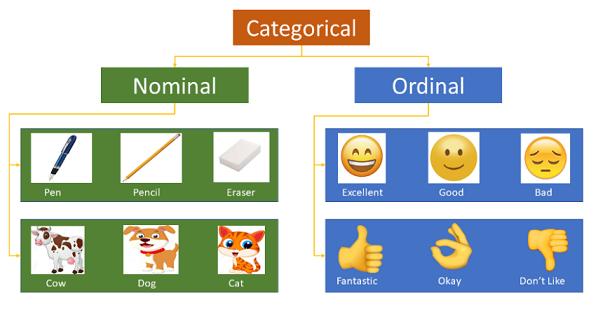 Categorical
Nominal
Ordinal
Pen Pencil Eraser
Excellent Good Bad
Cow Dog Cat
Fantastic Okay Don't Like